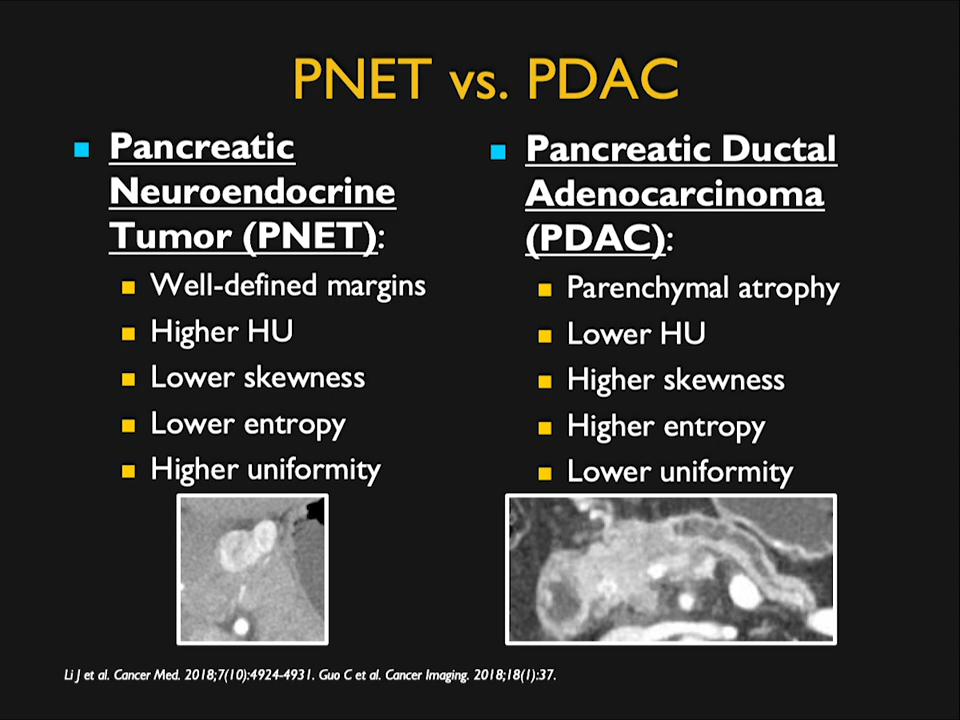 PNET vs. PDAC
Pancreatic
Neuroendocrine
Tumor (PNET):
Well-defined margins
Higher HU
Lower skewness
Lower entropy
Higher uniformity
Pancreatic Ductal
Adenocarcinoma
(PDAC):
Parenchymal atrophy
Lower HU
Higher skewness
Higher entropy
Lower uniformity
Li J et al. Cancer Med. 2018;7(10):4924-4931. Guo C et al. Cancer Imaging. 2018;18(1):37.